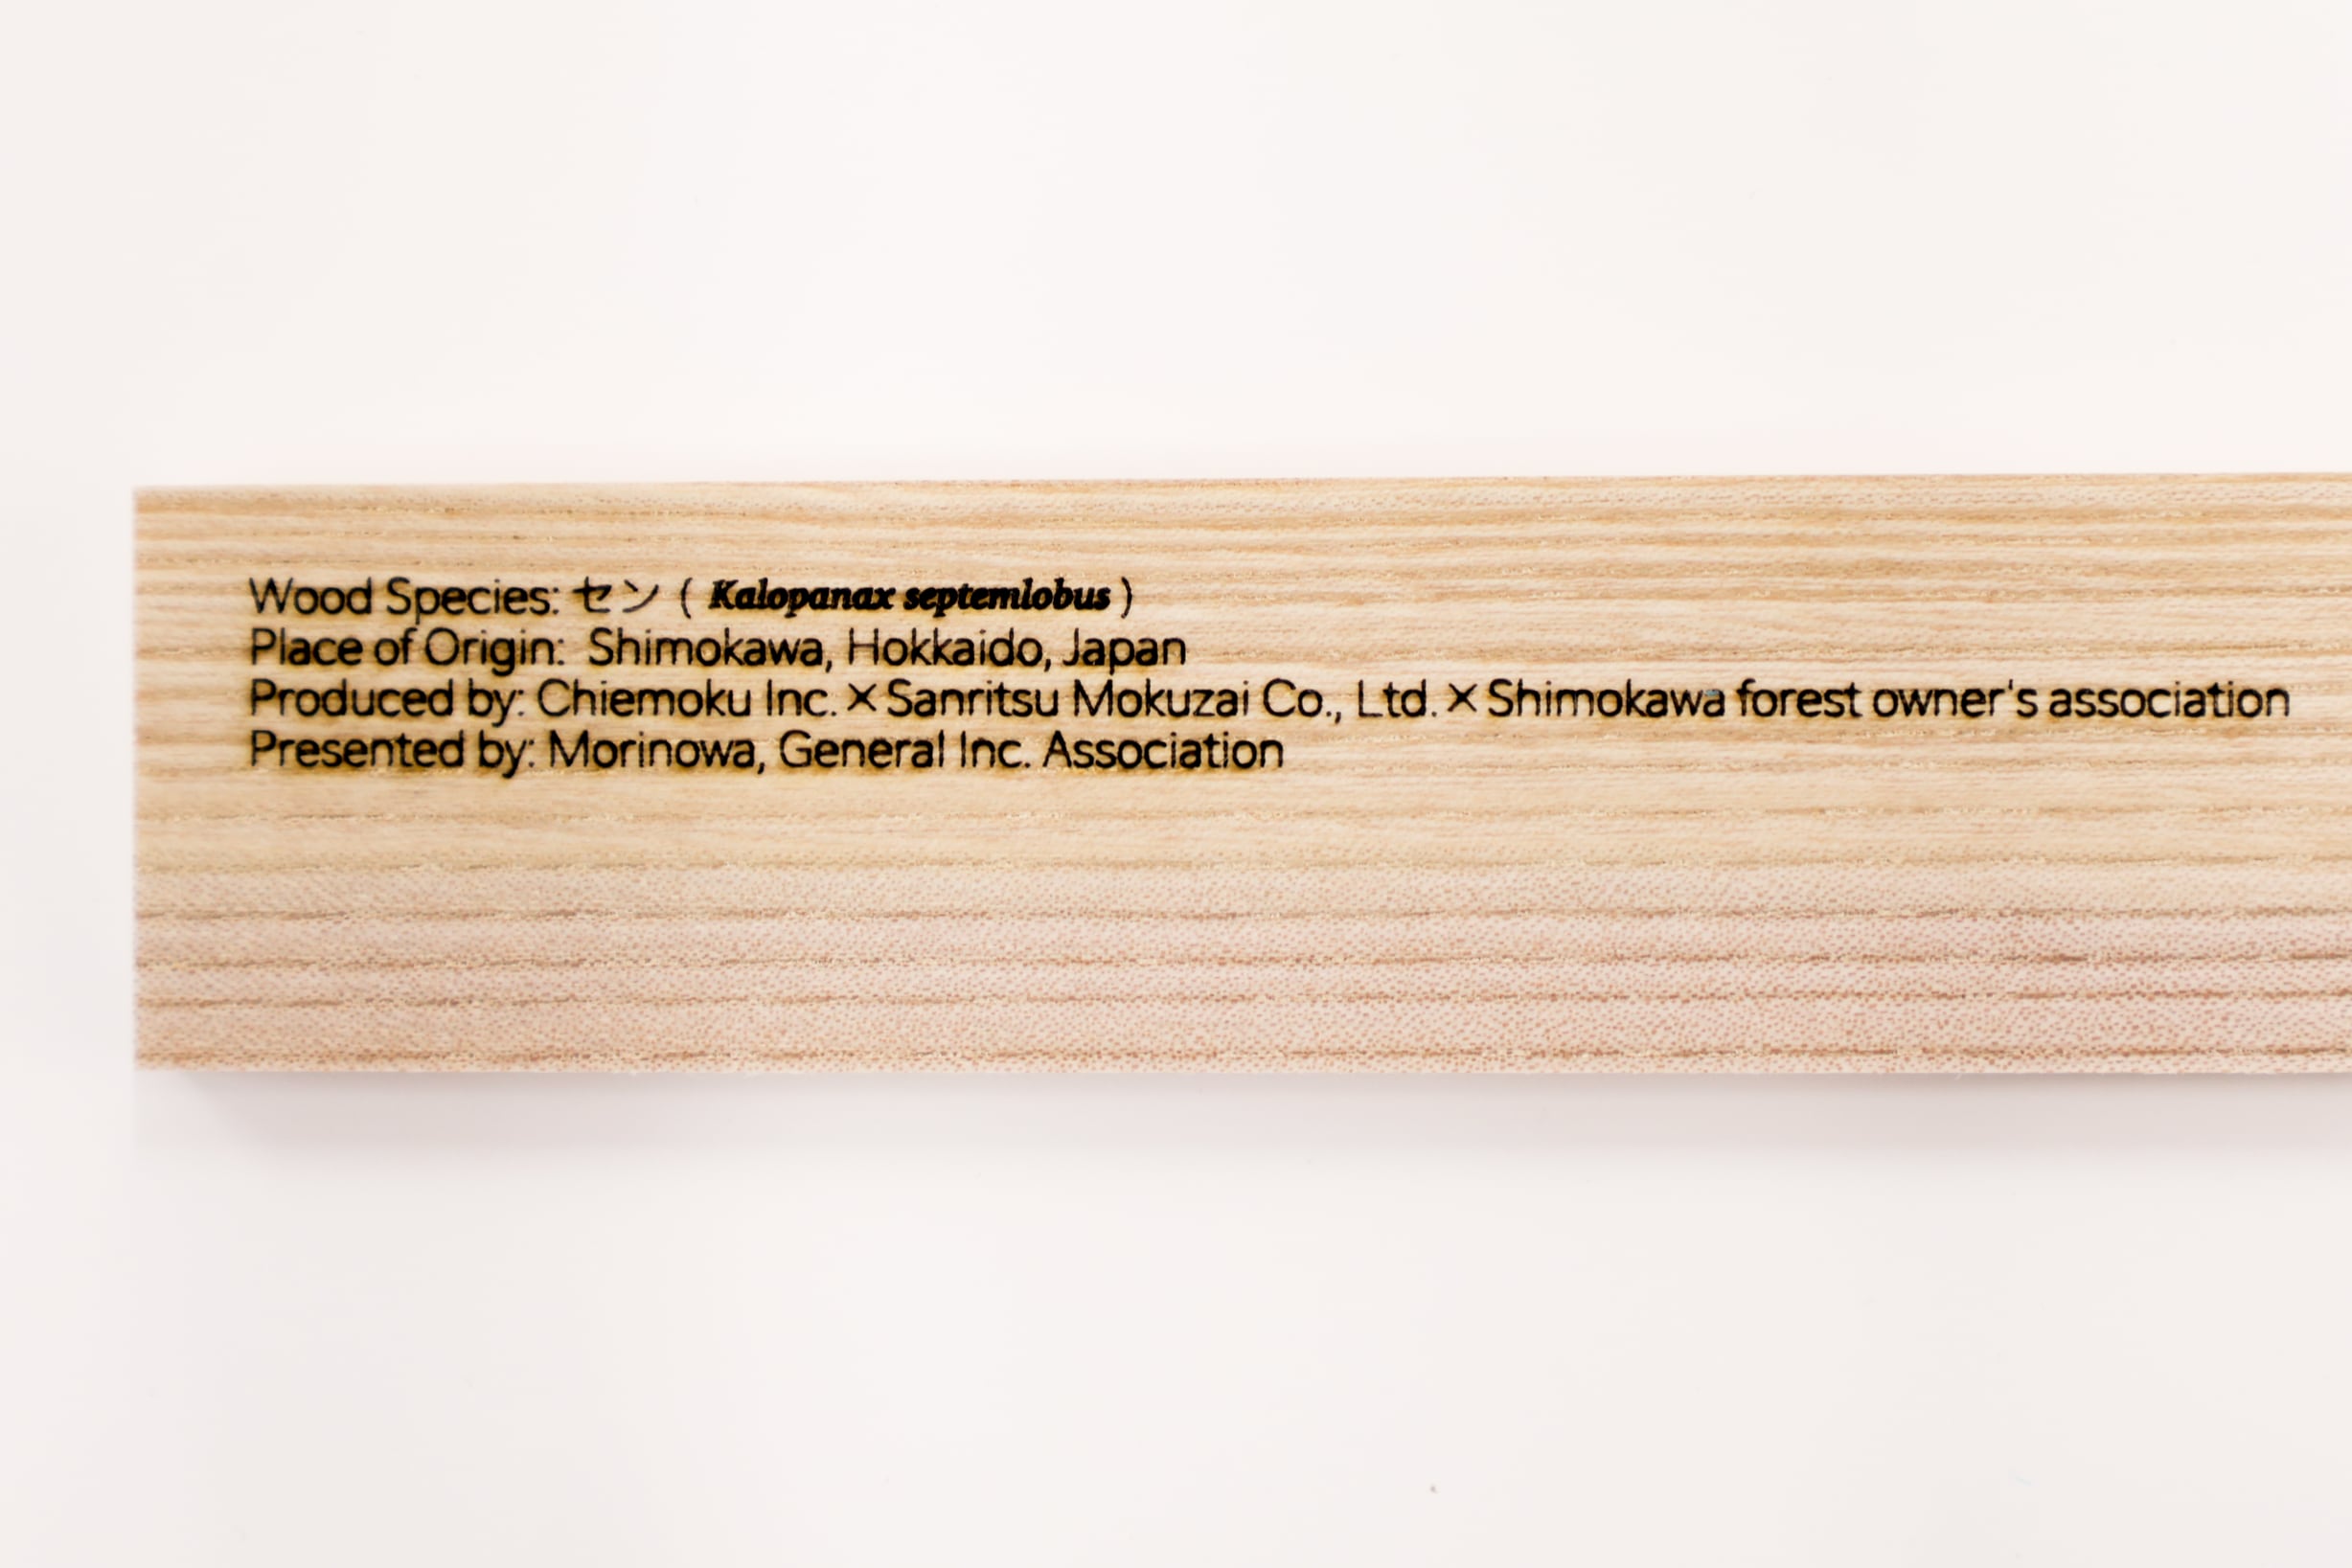 Wood Species: セン ( Kalopanax septemlobus )
Place of Origin:  Shimokawa, Hokkaido, Japan
Produced by: Chiemoku Inc. × Sanritsu Mokuzai Co., Ltd. × Shimokawa forest owner's association
Presented by: Morinowa, General Inc. Association